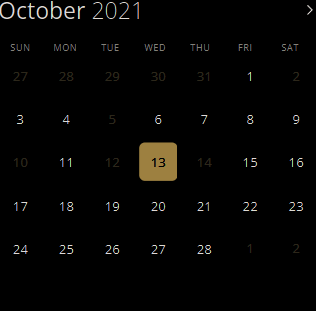 October 2021
SUN MON TUE WED THU FRI SAT
27 28 29 30 31 1 2
3 4 5 6 7 8 9
10 11 12 13 14 15 16
17 18 19 20 21 22 23
24 25 26 27 28 1 2